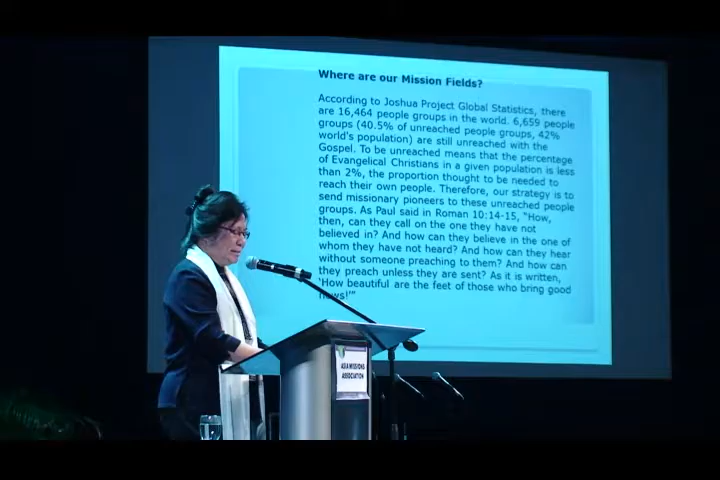 Where are our Mission Fields?
According to Joshua Project Global Statistics, there
are 16,464 people groups in the world. 6,659 people
groups (40.5% of unreached people groups, 42%
world's population) are still unreached with the
Gospel. To be unreached means that the percentage
of Evangelical Christians in a given population is less
than 2%, the proportion thought to be needed to
reach their own people. Therefore, our strategy is to
send missionary pioneers to these unreached people
groups. As Paul said in Roman 10:14-15, "How,
then, can they call on the one they have not
believed in? And how can they believe in the one of
whom they have not heard? And how can they hear
without someone preaching to them? And how can
they preach unless they are sent? As it is written,
'How beautiful are the feet of those who bring good
news!'"
ASIA MISSIONS
ASSOCIATION